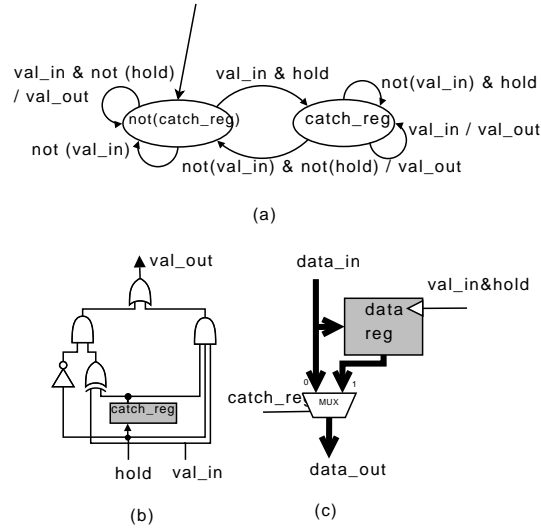 val_in & not (hold)
/ val_out
val_in & hold
not(val_in) & hold
not(catch_reg)
catch_reg
val_in / val_out
not (val_in)
not(val_in) & not(hold) / val_out
(a)
val_out
catch_reg
hold
val_in
(b)
data_in
val_in&hold
data
reg
0
1
catch_reg
MUX
data_out
(c)